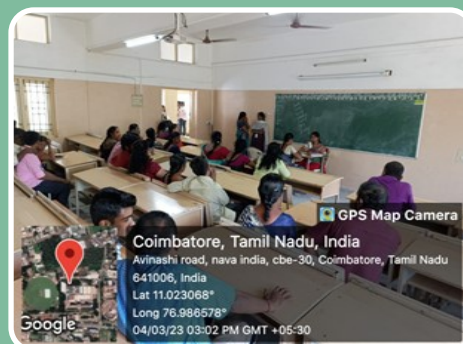 GPS Map Camera
Coimbatore, Tamil Nadu, India
Avinashi road, nava india, cbe-30, Coimbatore, Tamil Nadu
641006, India
Lat 11.023068°
Long 76.986578°
04/03/23 03:02 PM GMT +05:30
Google